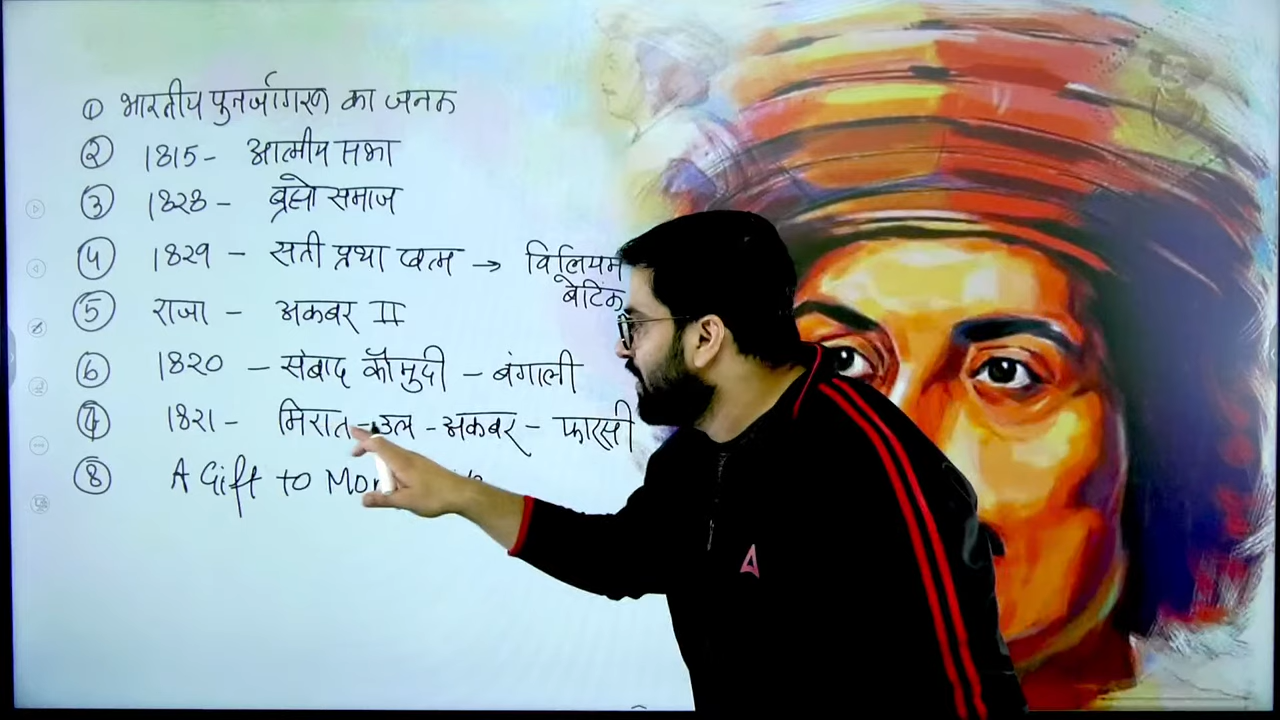 ① भारतीय पुनर्जागरण का जनक
② 1815 - आत्मीय सभा
③ 1828 - ब्रह्मो समाज
④ 1829 - सती प्रथा खत्म → विलियम
बेंटिंक
⑤ राजा - अकबर II
⑥ 1820 - संबाद कौमुदी - बंगाली
⑦ 1821 - मिरात-उल-अकबर - फारसी
⑧ A Gift to